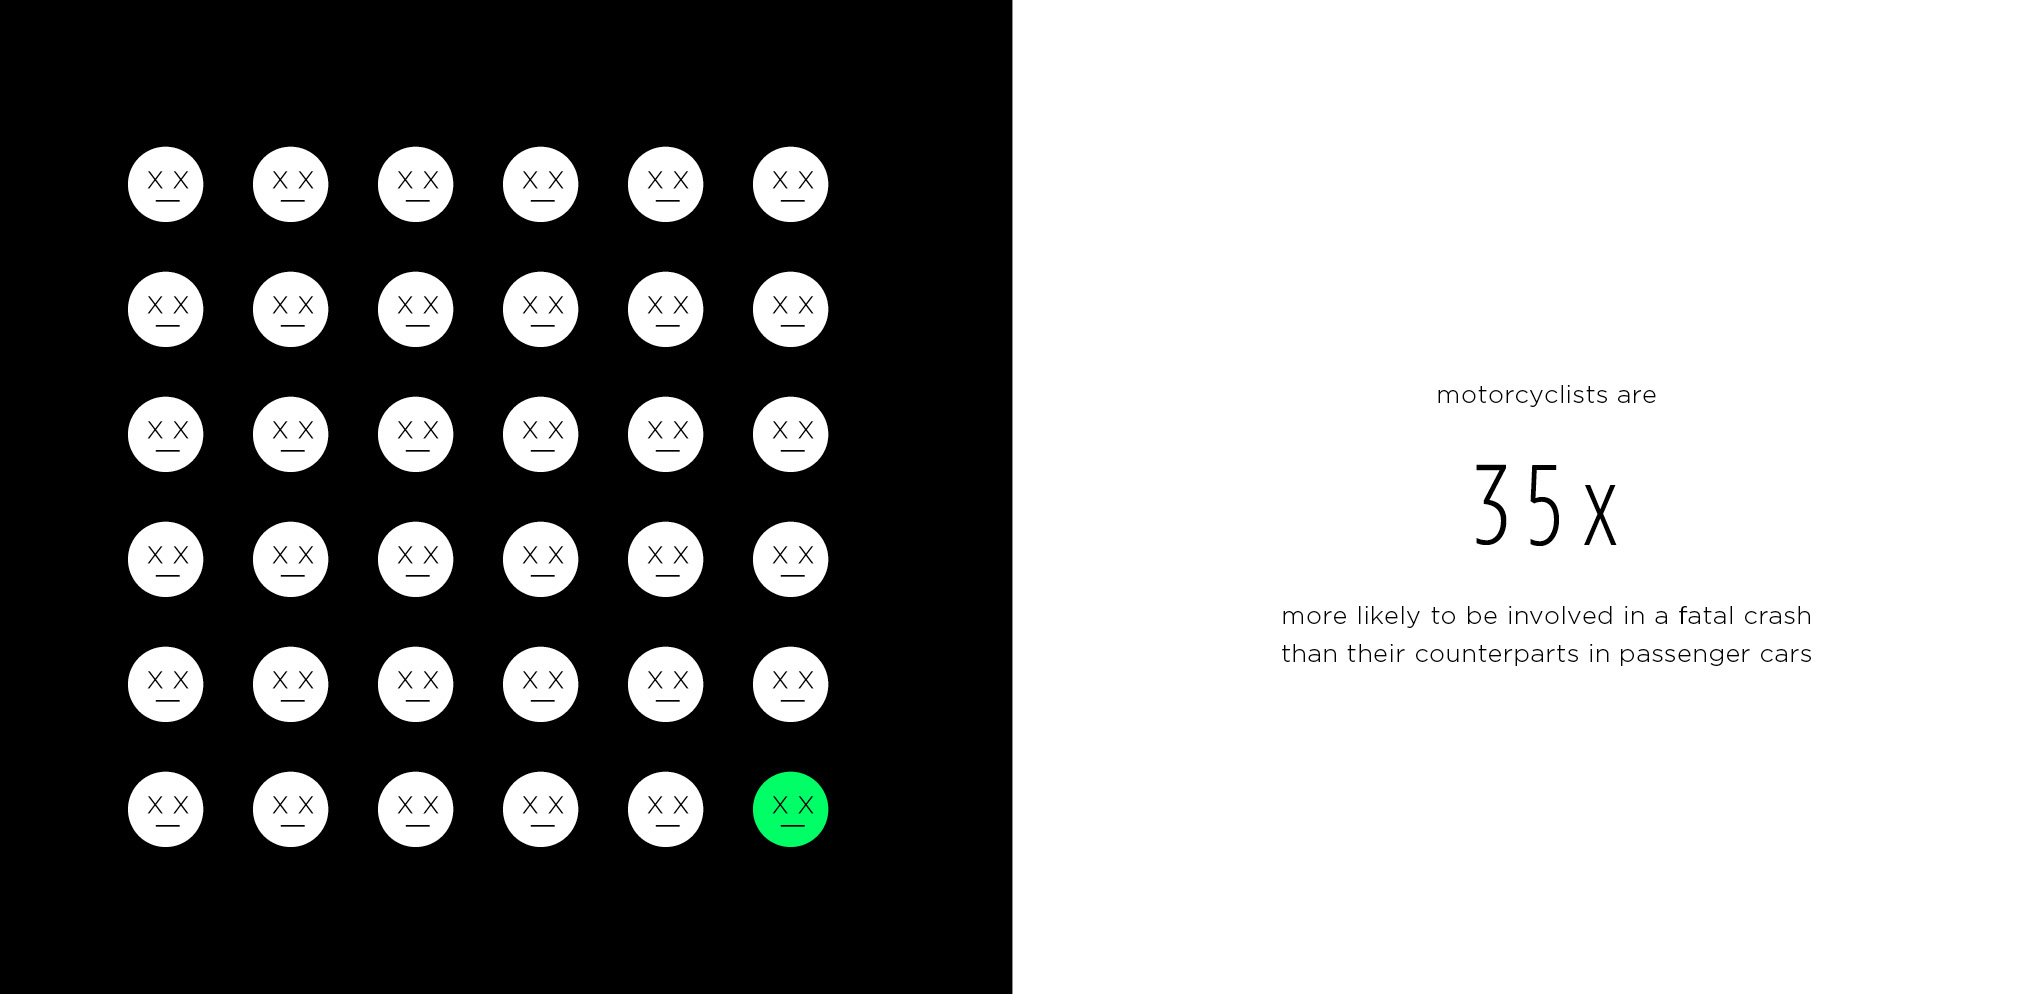 motorcyclists are
35x
more likely to be involved in a fatal crash
than their counterparts in passenger cars